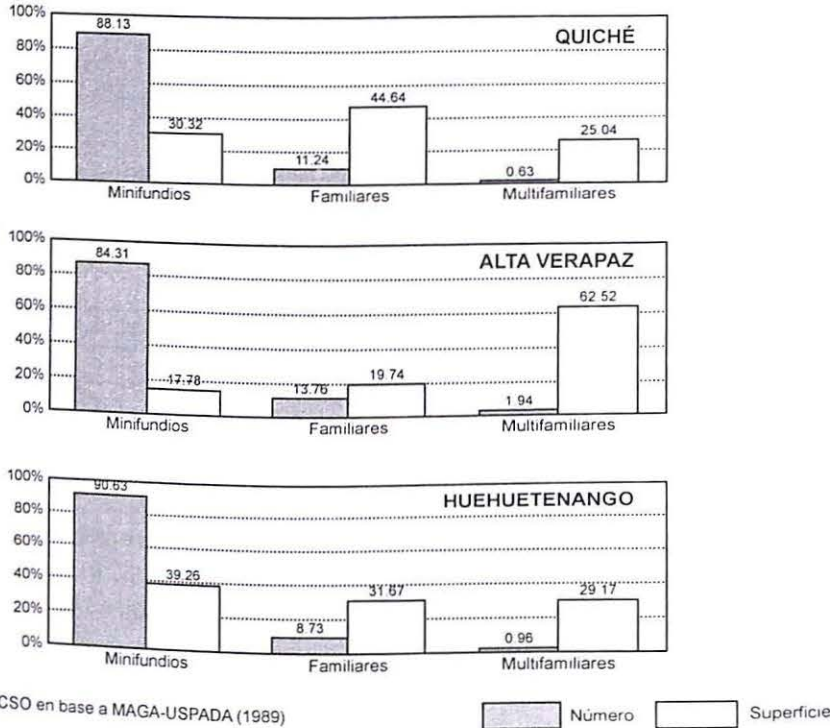 100%
88.13
QUICHÉ
80%
60%
44.64
40%
30.32
25.04
20%
11.24
0.63
0%
Minifundios
Familiares
Multifamiliares
100%
84.31
ALTA VERAPAZ
80%
62.52
60%
40%
20%
17.78
13.76
19.74
1.94
0%
Minifundios
Familiares
Multifamiliares
100%
90.63
HUEHUETENANGO
80%
60%
40%
39.26
31.67
29.17
20%
8.73
0.96
0%
Minifundios
Familiares
Multifamiliares
CSO en base a MAGA-USPADA (1989)
Número
Superficie